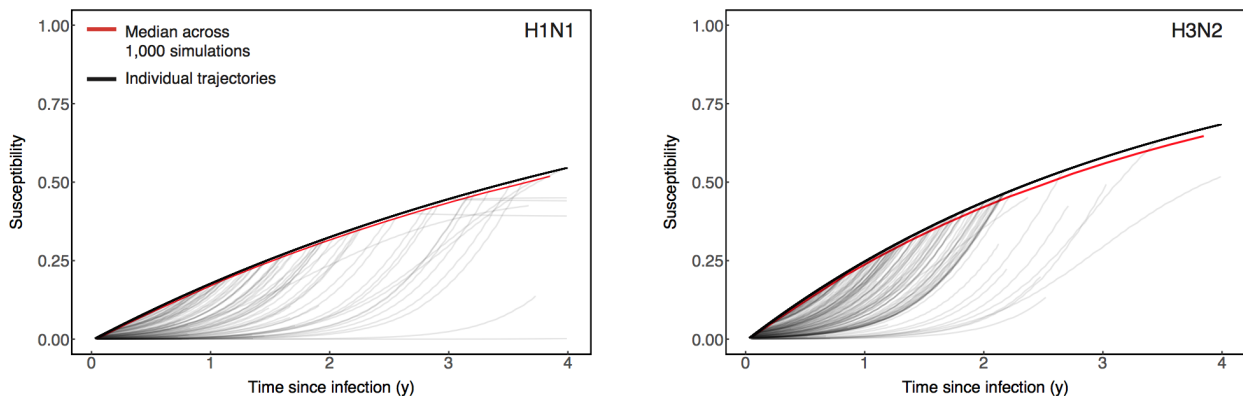 H1N1
Median across
1,000 simulations
Individual trajectories
1.00
0.75
0.50
0.25
0.00
Susceptibility
0 1 2 3 4
Time since infection (y)
H3N2
1.00
0.75
0.50
0.25
0.00
Susceptibility
0 1 2 3 4
Time since infection (y)